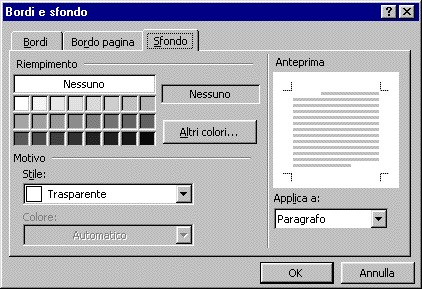 Bordi e sfondo
Bordi
Bordo pagina
Sfondo
Riempimento
Nessuno
Nessuno
Altri colori...
Motivo
Stile:
Trasparente
Colore:
Automatico
Anteprima
Applica a:
Paragrafo
OK
Annulla